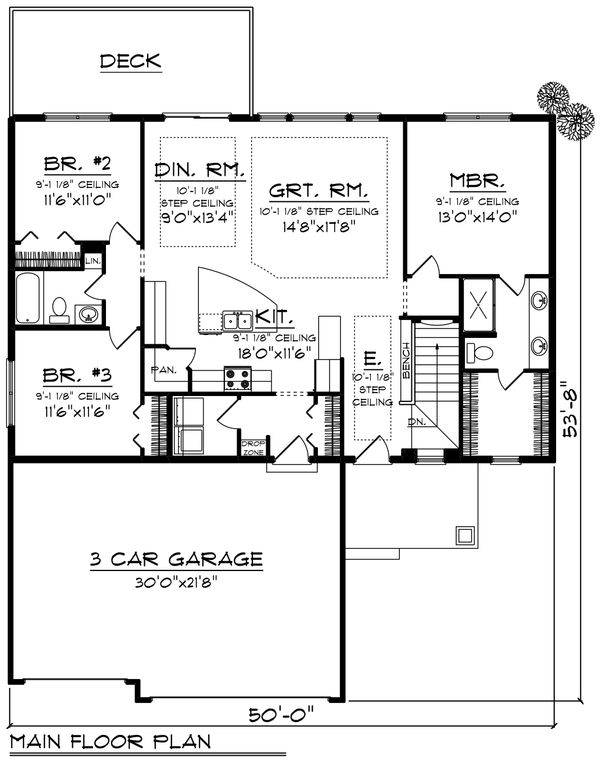 DECK
BR. #2
9'-1 1/8" CEILING
11'6"x11'0"
DIN. RM.
10'-1 1/8"
STEP CEILING
9'0"x13'4"
GRT. RM.
10'-1 1/8" STEP CEILING
14'8"x17'8"
MBR.
9'-1 1/8" CEILING
13'0"x14'0"
LIN.
KIT.
9'-1 1/8" CEILING
18'0"x11'6"
PAN.
BR. #3
9'-1 1/8" CEILING
11'6"x11'6"
E.
10'-1 1/8"
STEP
CEILING
BENCH
DN.
DROP
ZONE
53'-8"
3 CAR GARAGE
30'0"x21'8"
50'-0"
MAIN FLOOR PLAN